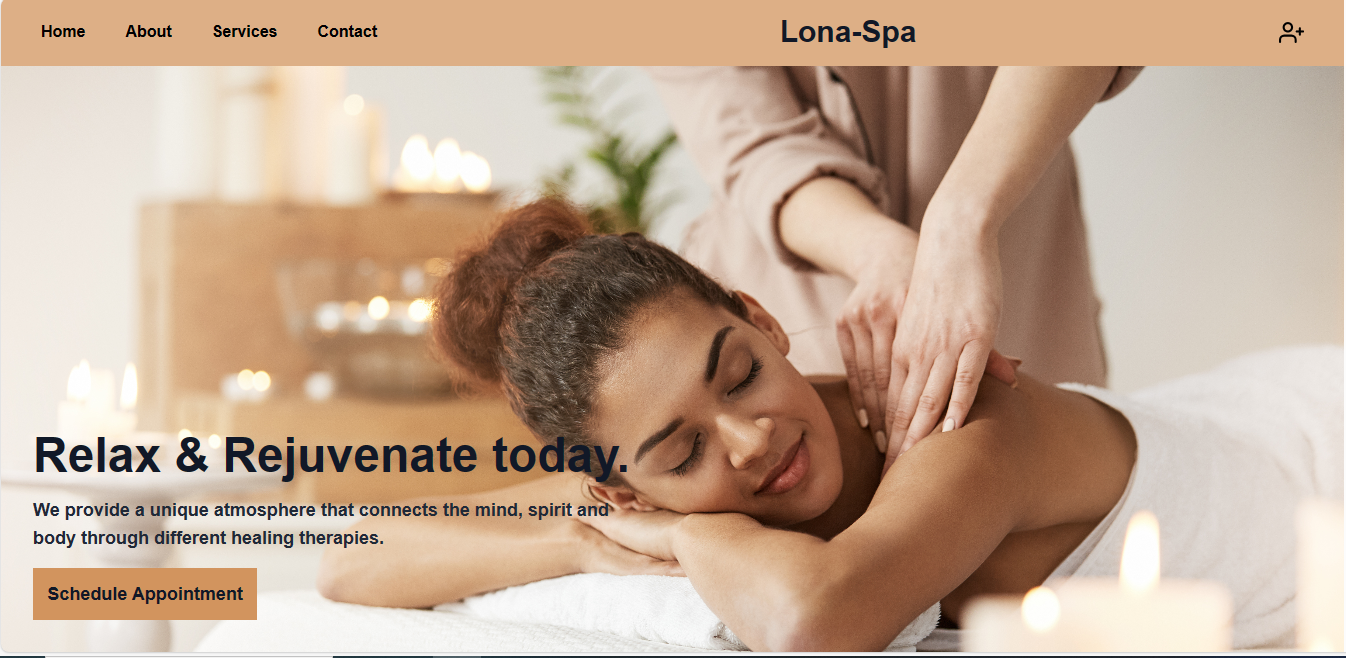 Home About Services Contact Lona-Spa
Relax & Rejuvenate today.
We provide a unique atmosphere that connects the mind, spirit and
body through different healing therapies.
Schedule Appointment